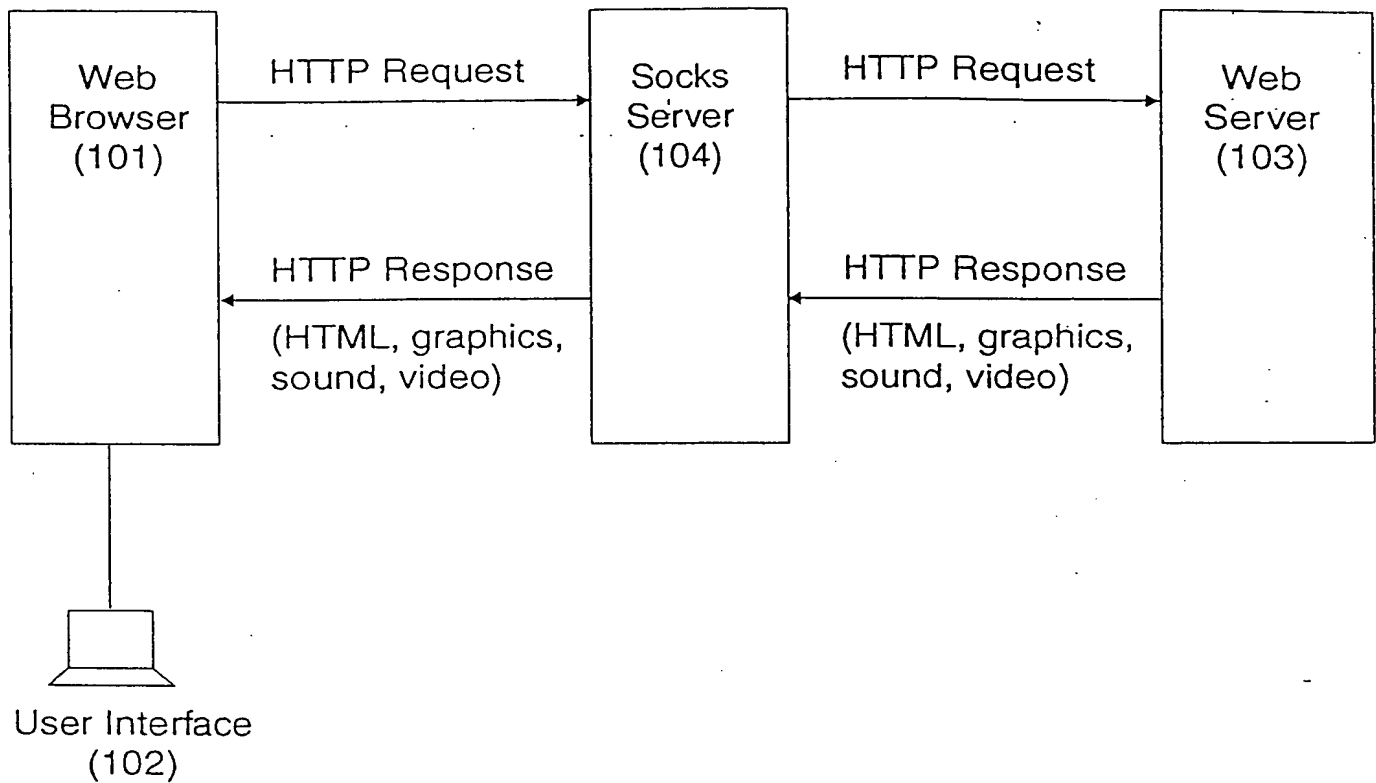 Web
Browser
(101)
HTTP Request
Socks
Server
(104)
HTTP Request
Web
Server
(103)
HTTP Response
(HTML, graphics,
sound, video)
HTTP Response
(HTML, graphics,
sound, video)
User Interface
(102)